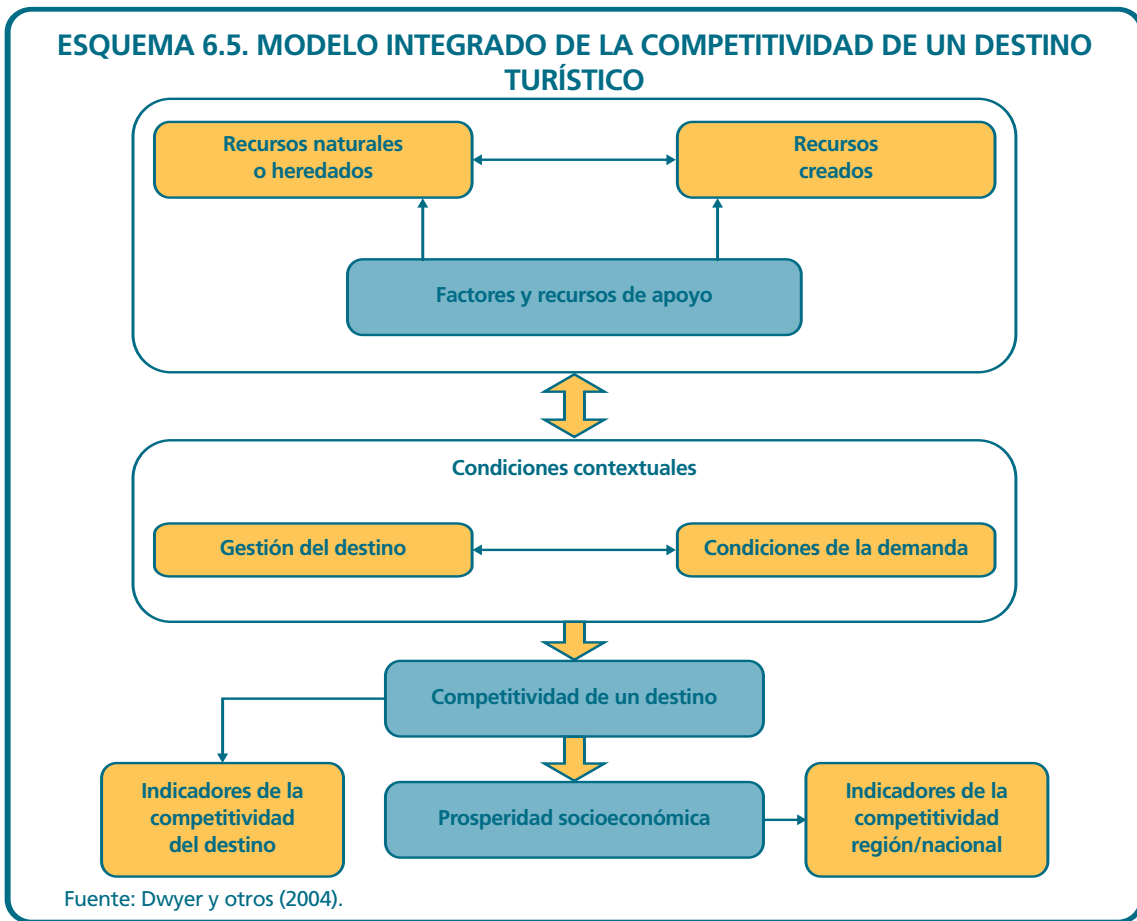 ESQUEMA 6.5. MODELO INTEGRADO DE LA COMPETITIVIDAD DE UN DESTINO
TURÍSTICO
Recursos naturales
o heredados
Recursos
creados
Factores y recursos de apoyo
Condiciones contextuales
Gestión del destino
Condiciones de la demanda
Competitividad de un destino
Indicadores de la
competitividad
del destino
Prosperidad socioeconómica
Indicadores de la
competitividad
región/nacional
Fuente: Dwyer y otros (2004).